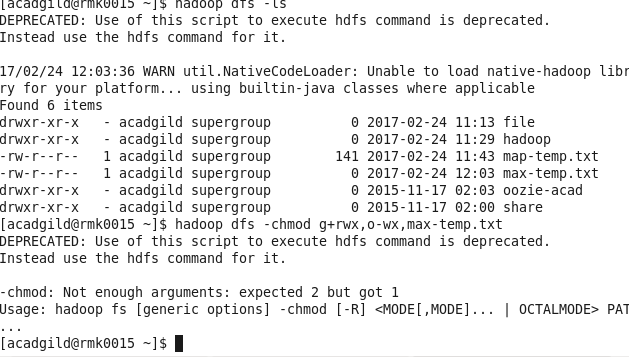 [acadgild@rmk0015 ~]$ hadoop dfs -ls
DEPRECATED: Use of this script to execute hdfs command is deprecated.
Instead use the hdfs command for it.
17/02/24 12:03:36 WARN util.NativeCodeLoader: Unable to load native-hadoop libr
ry for your platform... using builtin-java classes where applicable
Found 6 items
drwxr-xr-x   - acadgild supergroup          0 2017-02-24 11:13 file
drwxr-xr-x   - acadgild supergroup          0 2017-02-24 11:29 hadoop
-rw-r--r--   1 acadgild supergroup        141 2017-02-24 11:43 map-temp.txt
-rw-r--r--   1 acadgild supergroup          0 2017-02-24 12:03 max-temp.txt
drwxr-xr-x   - acadgild supergroup          0 2015-11-17 02:03 oozie-acad
drwxr-xr-x   - acadgild supergroup          0 2015-11-17 02:00 share
[acadgild@rmk0015 ~]$ hadoop dfs -chmod g+rwx,o-wx,max-temp.txt
DEPRECATED: Use of this script to execute hdfs command is deprecated.
Instead use the hdfs command for it.
-chmod: Not enough arguments: expected 2 but got 1
Usage: hadoop fs [generic options] -chmod [-R] <MODE[,MODE]... | OCTALMODE> PAT
...
[acadgild@rmk0015 ~]$